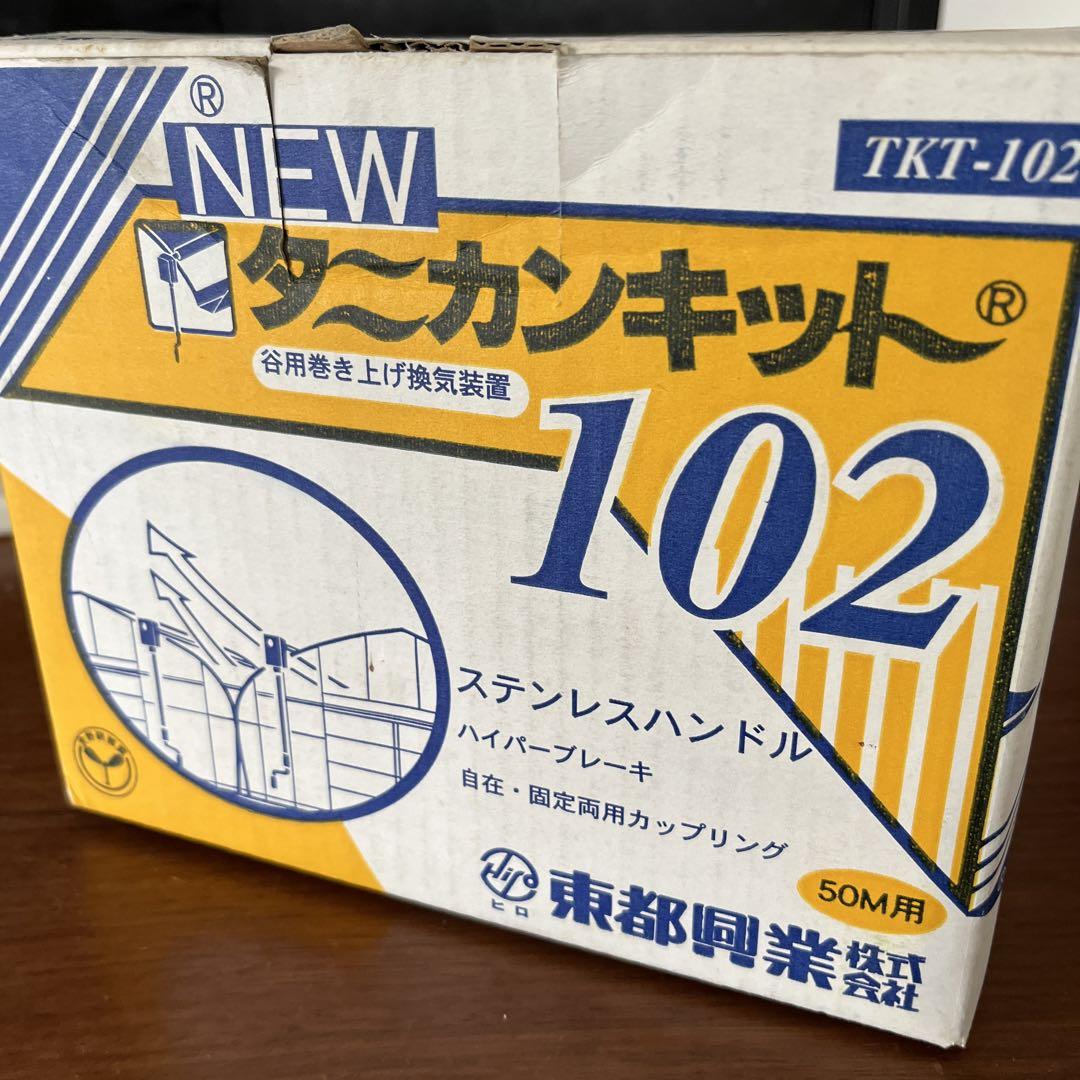 ®
NEW
TKT-102
ターカンキット®
谷用巻き上げ換気装置
102
ステンレスハンドル
ハイパーブレーキ
自在・固定両用カップリング
50M用
ヒロ
東都興業株式会社